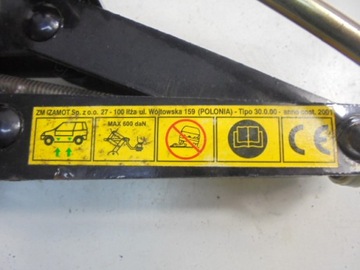 ZM IZAMOT Sp. z o.o. 27 - 100 Iłża ul. Wójtowska 159 (POLONIA) - Tipo 30.0.00 - anno cost. 2001
MAX 600 daN
CE